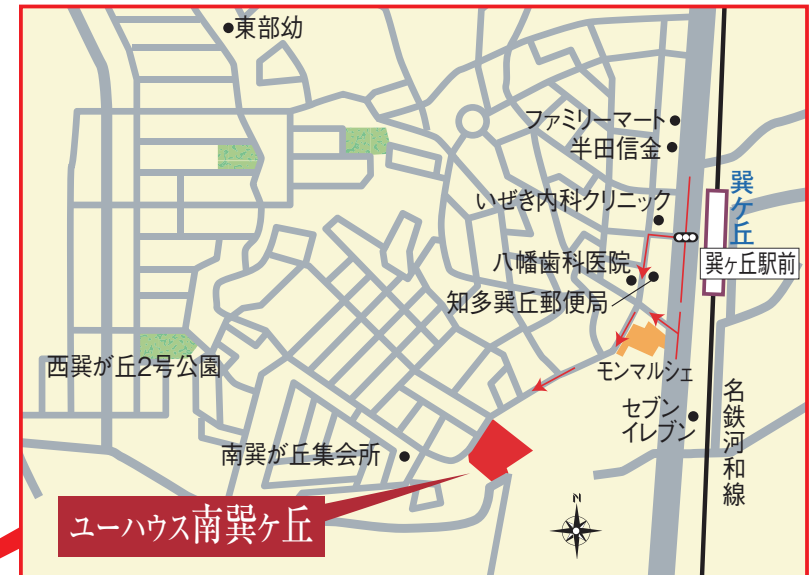 東部幼
ファミリーマート
半田信金
いぜき内科クリニック
巽ケ丘
巽ヶ丘駅前
八幡歯科医院
知多巽丘郵便局
モンマルシェ
西巽が丘2号公園
セブン
イレブン
名鉄河和線
南巽が丘集会所
ユーハウス南巽ケ丘
N